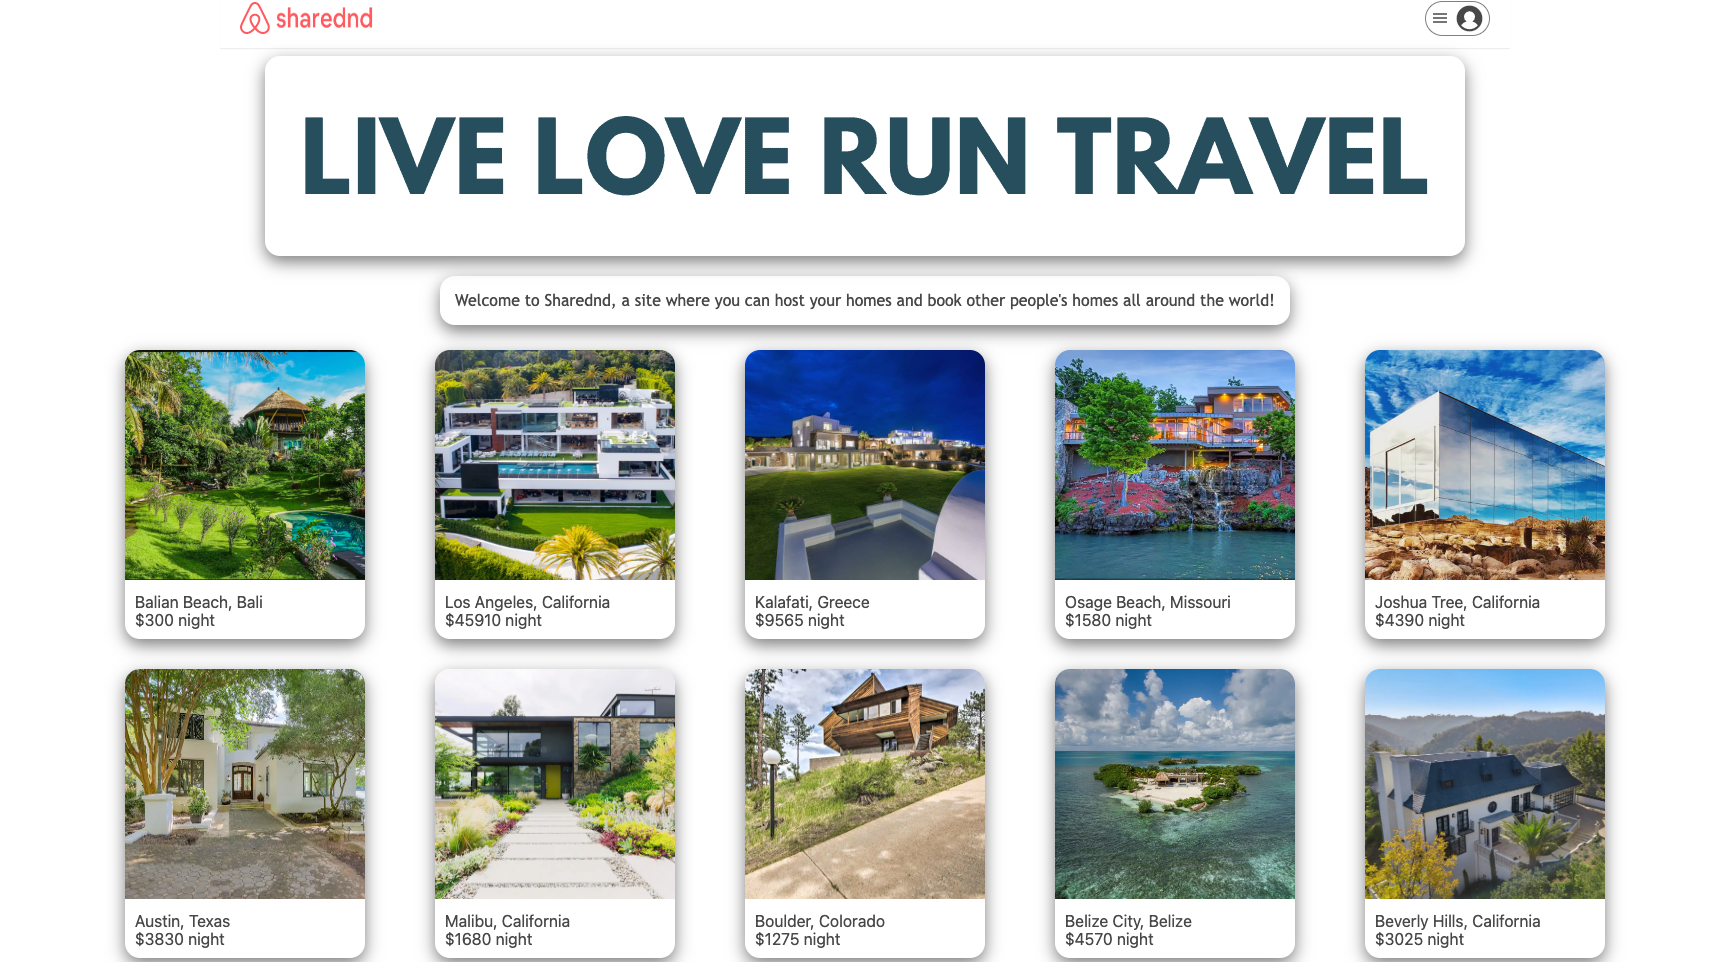 sharednd
LIVE LOVE RUN TRAVEL
Welcome to Sharednd, a site where you can host your homes and book other people's homes all around the world!
Balian Beach, Bali
$300 night
Los Angeles, California
$45910 night
Kalafati, Greece
$9565 night
Osage Beach, Missouri
$1580 night
Joshua Tree, California
$4390 night
Austin, Texas
$3830 night
Malibu, California
$1680 night
Boulder, Colorado
$1275 night
Belize City, Belize
$4570 night
Beverly Hills, California
$3025 night